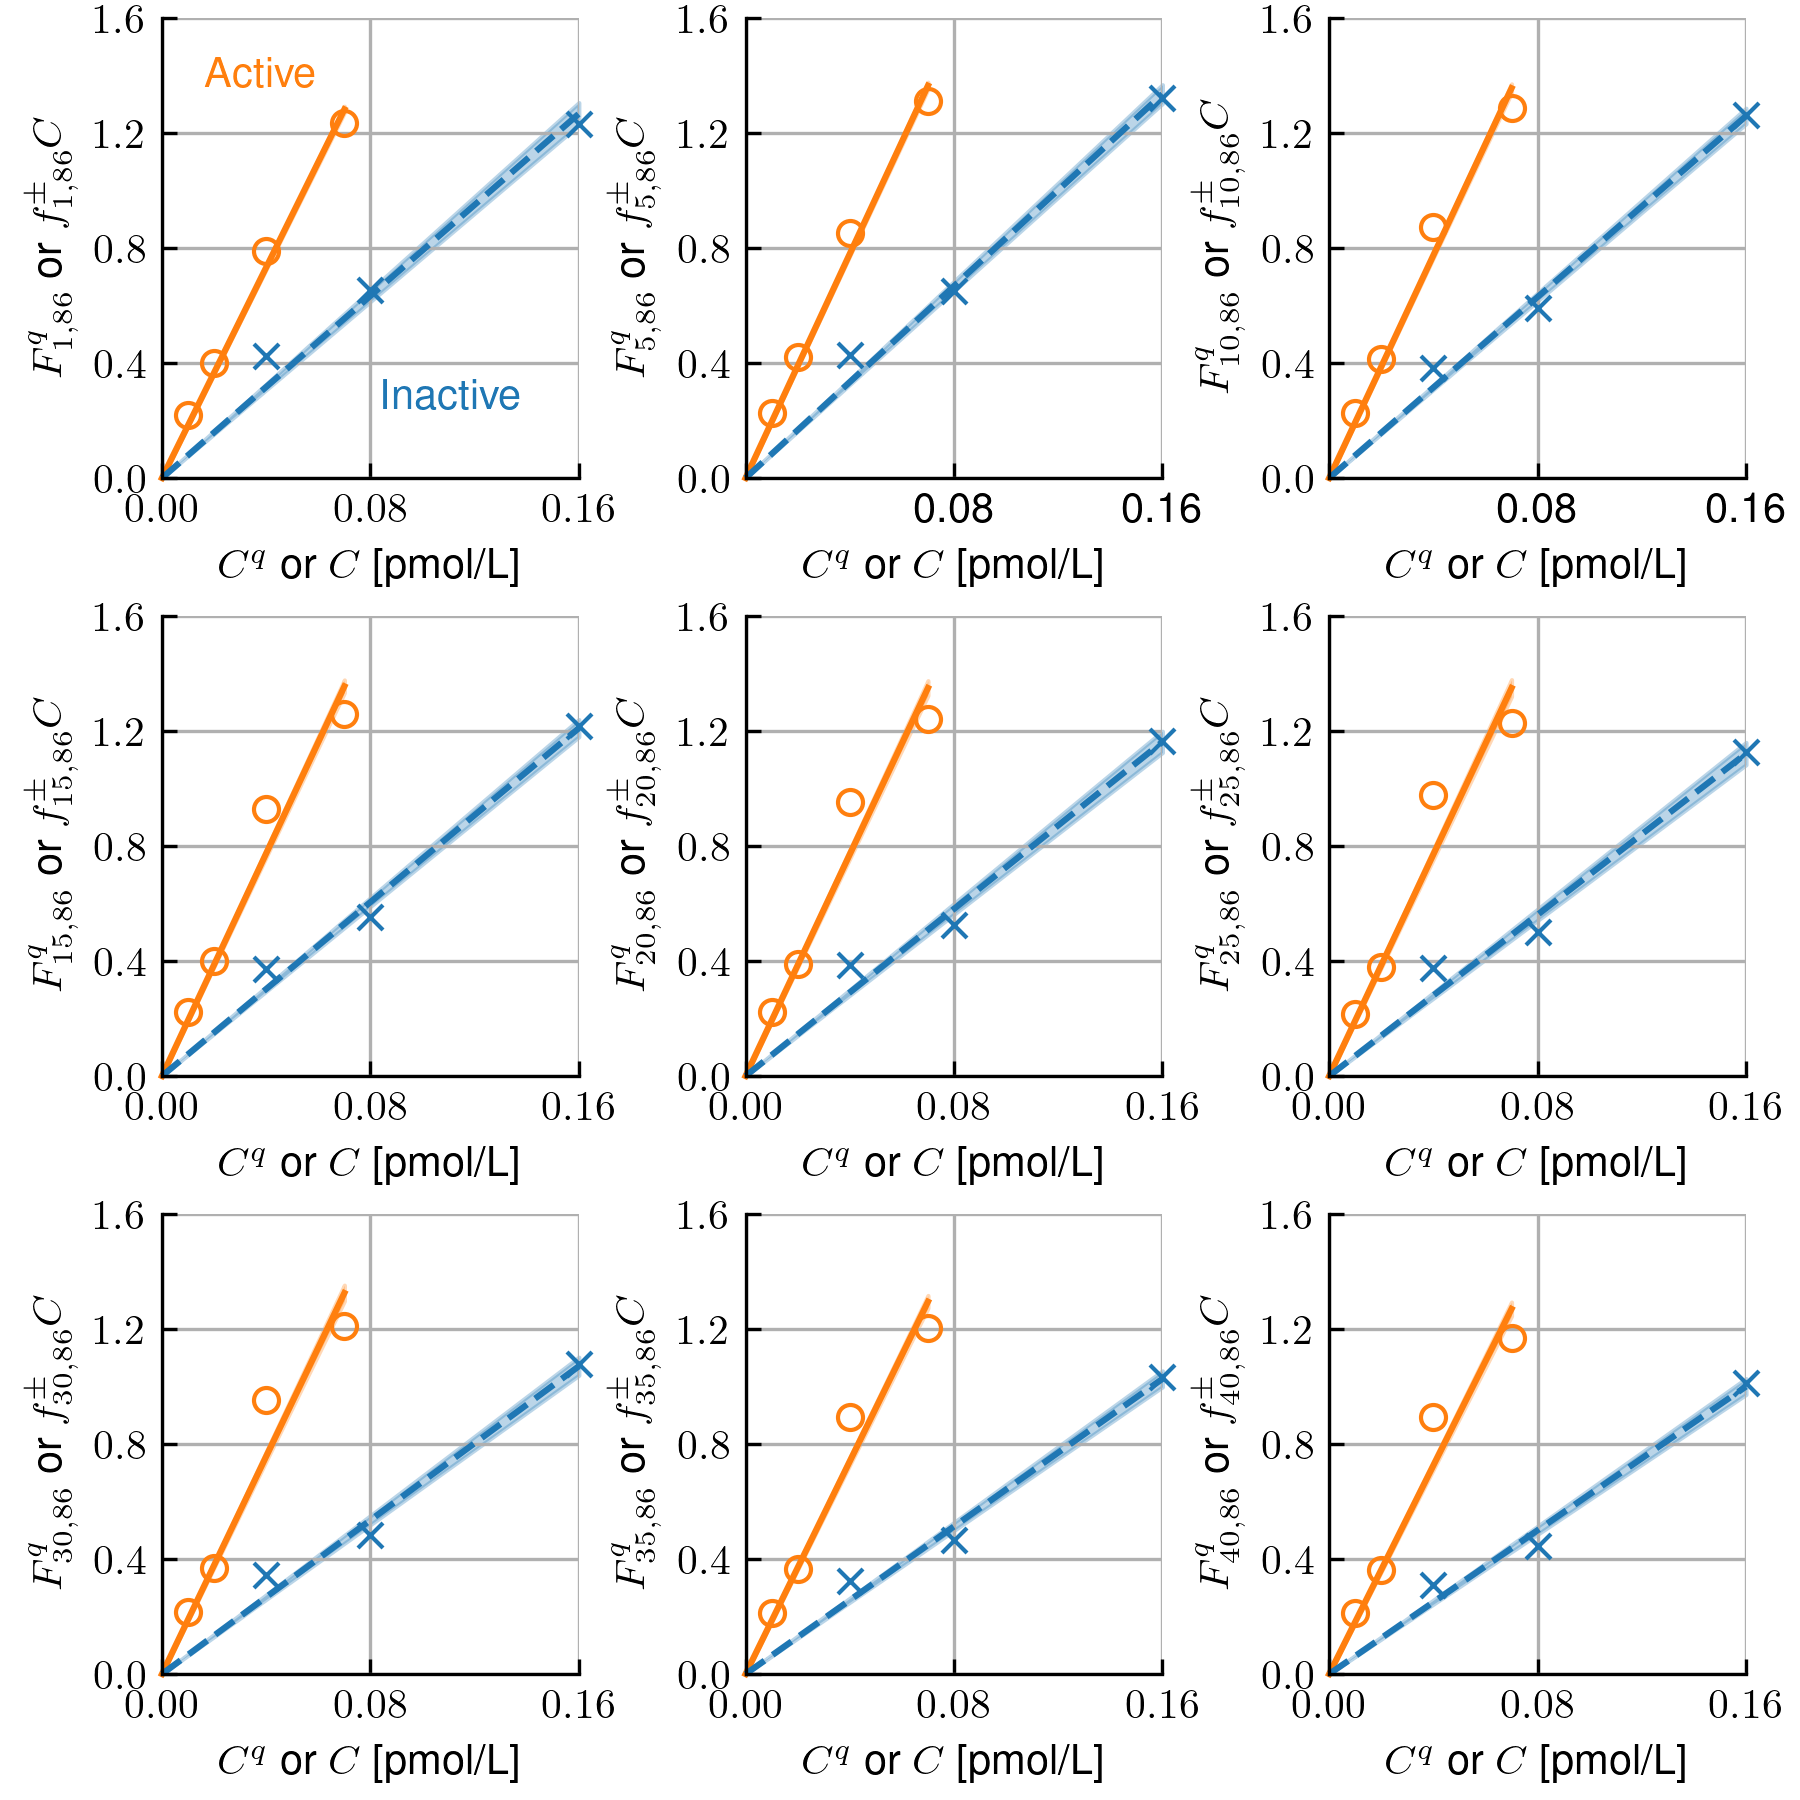 1.6 1.6 1.6
Active
1.2 1.2 1.2
0.8 0.8 0.8
0.4 0.4 0.4
Inactive
0.0 0.0 0.0
F^q_{1,86} or f^±_{1,86}C
F^q_{5,86} or f^±_{5,86}C
F^q_{10,86} or f^±_{10,86}C
0.00 0.08 0.16 0.08 0.16 0.08 0.16
C^q or C [pmol/L] C^q or C [pmol/L] C^q or C [pmol/L]
1.6 1.6 1.6
1.2 1.2 1.2
0.8 0.8 0.8
0.4 0.4 0.4
0.0 0.0 0.0
F^q_{15,86} or f^±_{15,86}C
F^q_{20,86} or f^±_{20,86}C
F^q_{25,86} or f^±_{25,86}C
0.00 0.08 0.16 0.00 0.08 0.16 0.00 0.08 0.16
C^q or C [pmol/L] C^q or C [pmol/L] C^q or C [pmol/L]
1.6 1.6 1.6
1.2 1.2 1.2
0.8 0.8 0.8
0.4 0.4 0.4
0.0 0.0 0.0
F^q_{30,86} or f^±_{30,86}C
F^q_{35,86} or f^±_{35,86}C
F^q_{40,86} or f^±_{40,86}C
0.00 0.08 0.16 0.00 0.08 0.16 0.00 0.08 0.16
C^q or C [pmol/L] C^q or C [pmol/L] C^q or C [pmol/L]